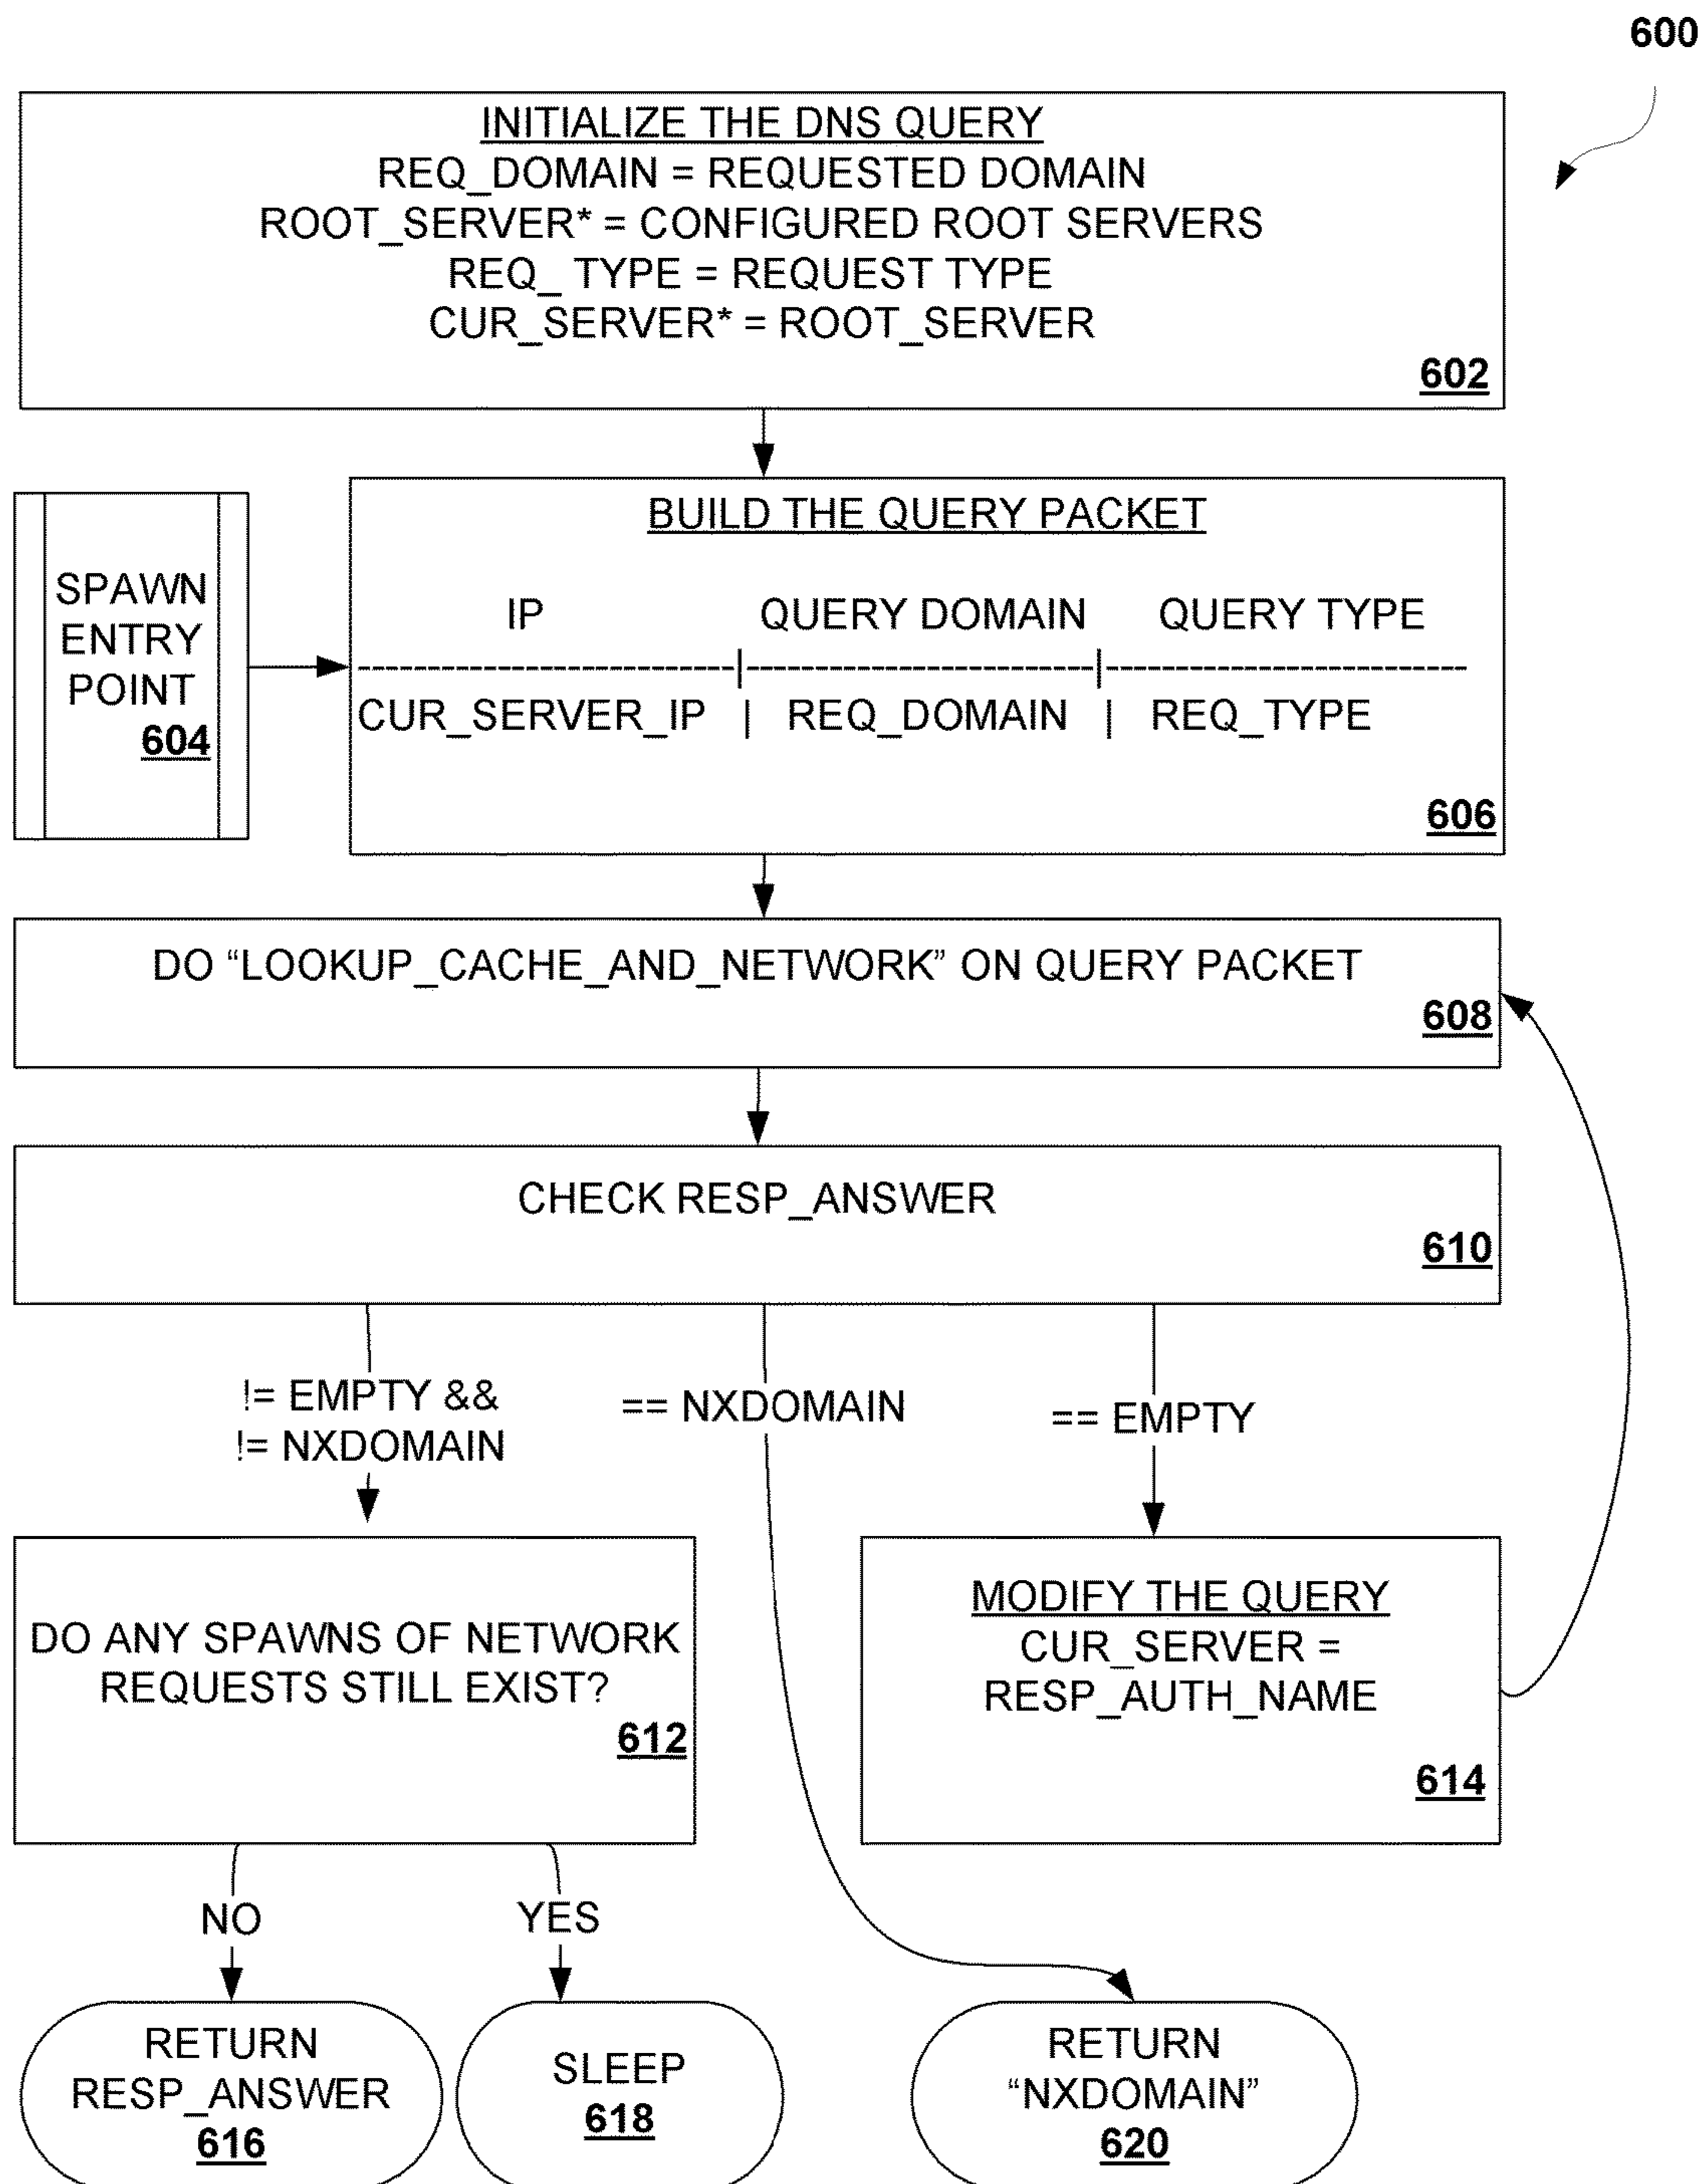 600
INITIALIZE THE DNS QUERY
REQ_DOMAIN = REQUESTED DOMAIN
ROOT_SERVER* = CONFIGURED ROOT SERVERS
REQ_ TYPE = REQUEST TYPE
CUR_SERVER* = ROOT_SERVER
602
SPAWN
ENTRY
POINT
604
BUILD THE QUERY PACKET
IP QUERY DOMAIN QUERY TYPE
--------------------------|------------------------|-------------------------
CUR_SERVER_IP | REQ_DOMAIN | REQ_TYPE
606
DO “LOOKUP_CACHE_AND_NETWORK” ON QUERY PACKET
608
CHECK RESP_ANSWER
610
!= EMPTY &&
!= NXDOMAIN
== NXDOMAIN
== EMPTY
DO ANY SPAWNS OF NETWORK
REQUESTS STILL EXIST?
612
MODIFY THE QUERY
CUR_SERVER =
RESP_AUTH_NAME
614
NO
YES
RETURN
RESP_ANSWER
616
SLEEP
618
RETURN
“NXDOMAIN”
620